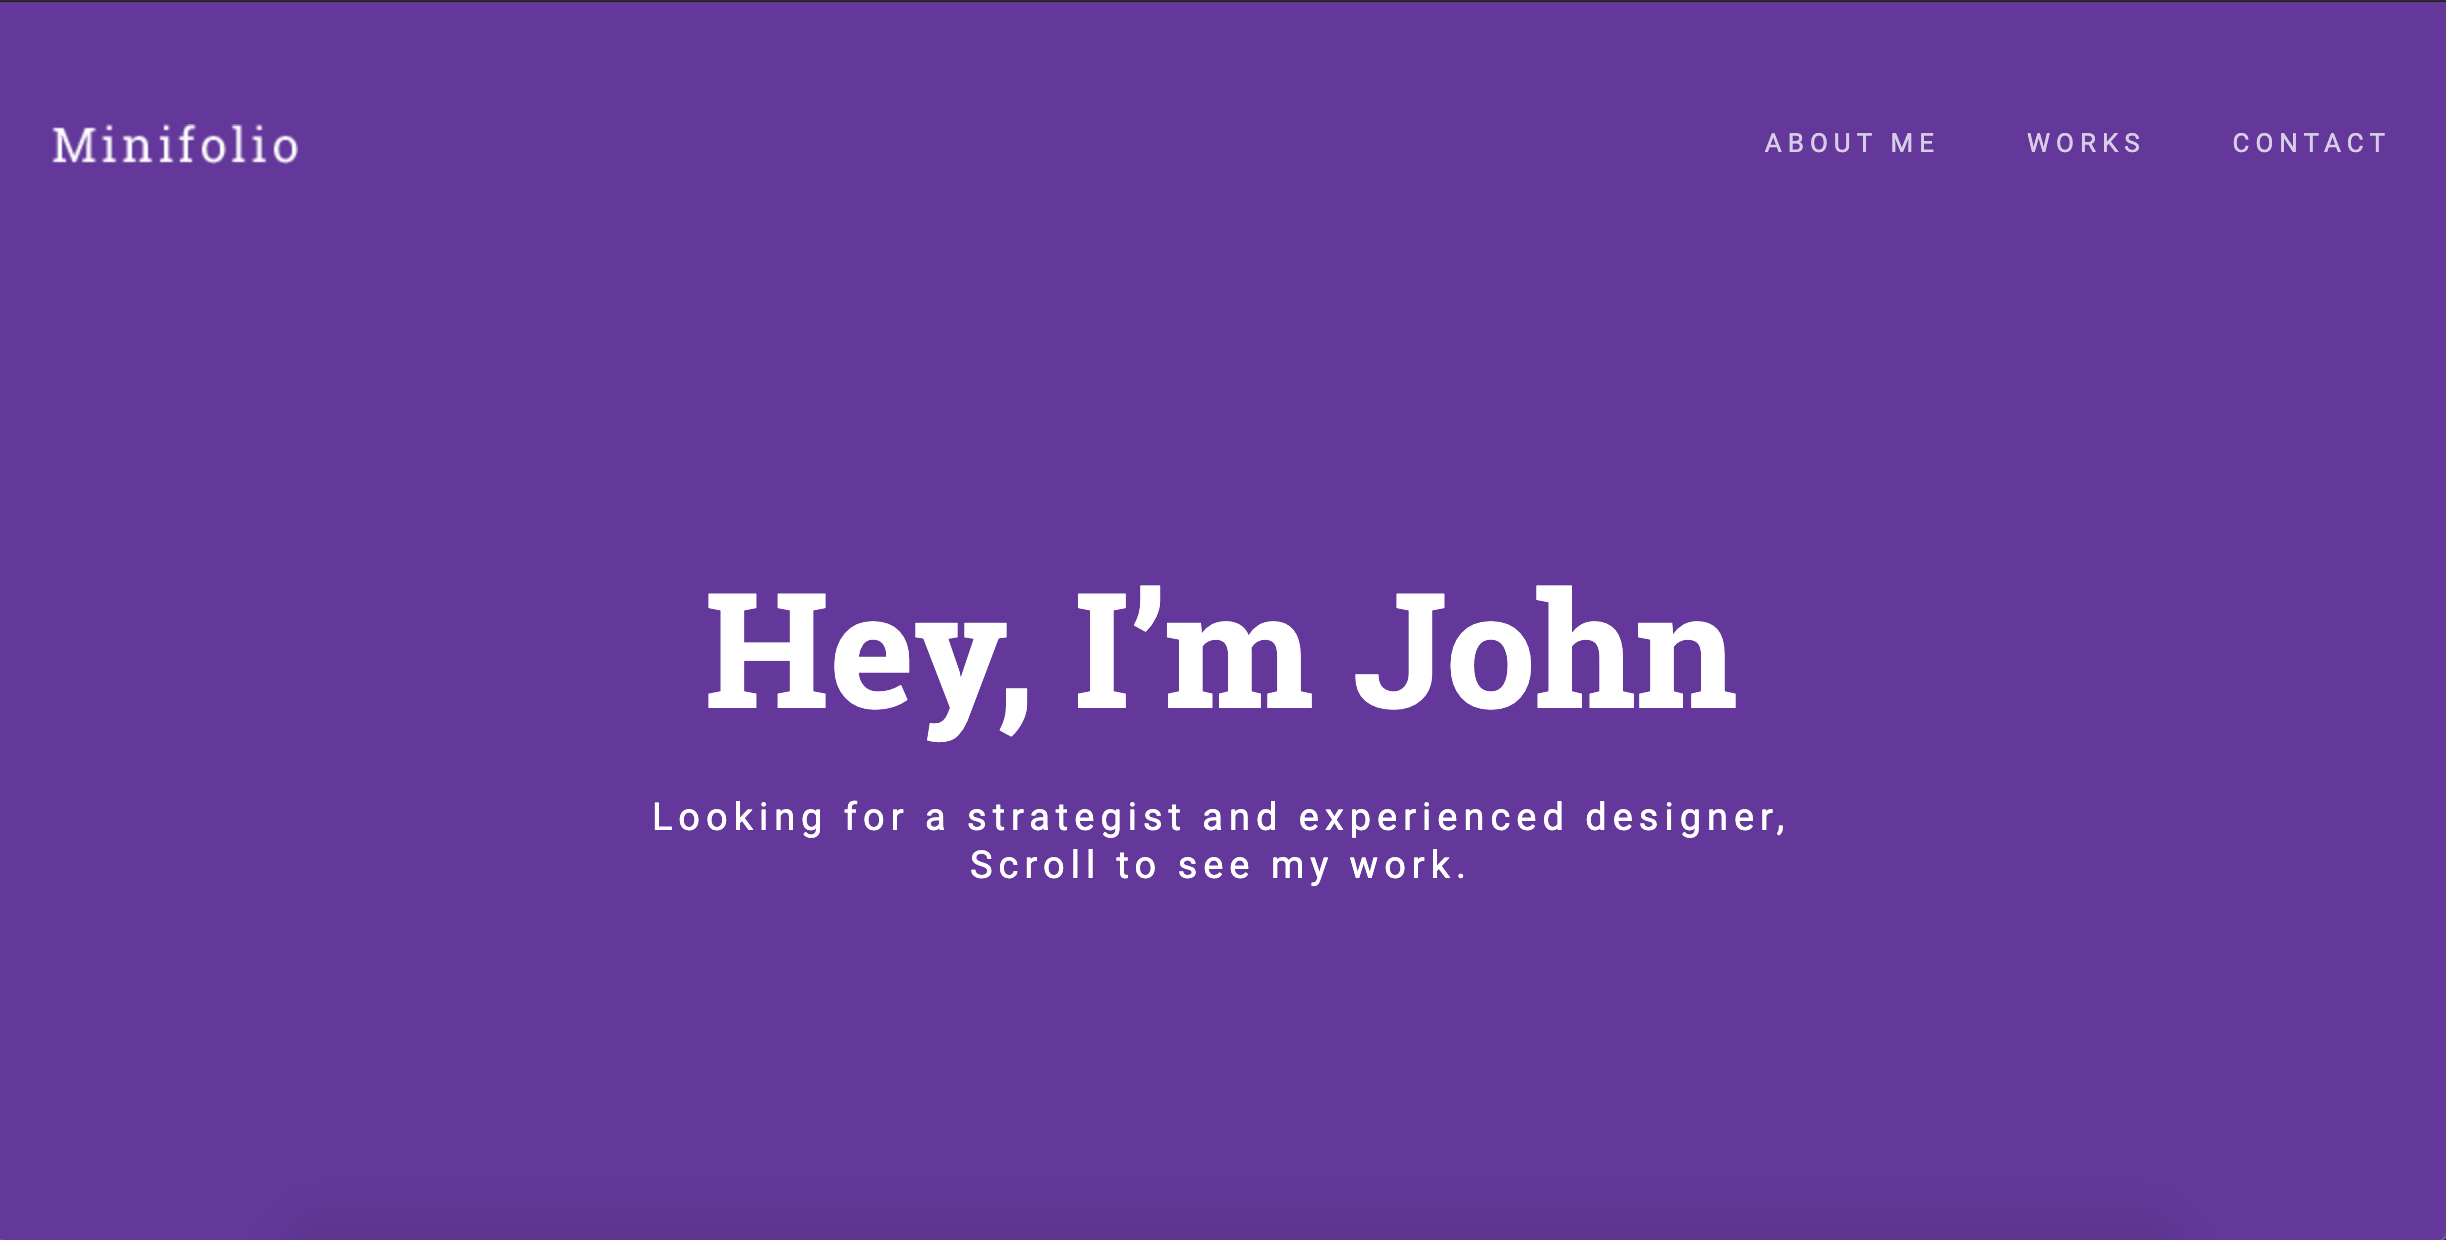 Minifolio
ABOUT ME WORKS CONTACT
Hey, I’m John
Looking for a strategist and experienced designer,
Scroll to see my work.